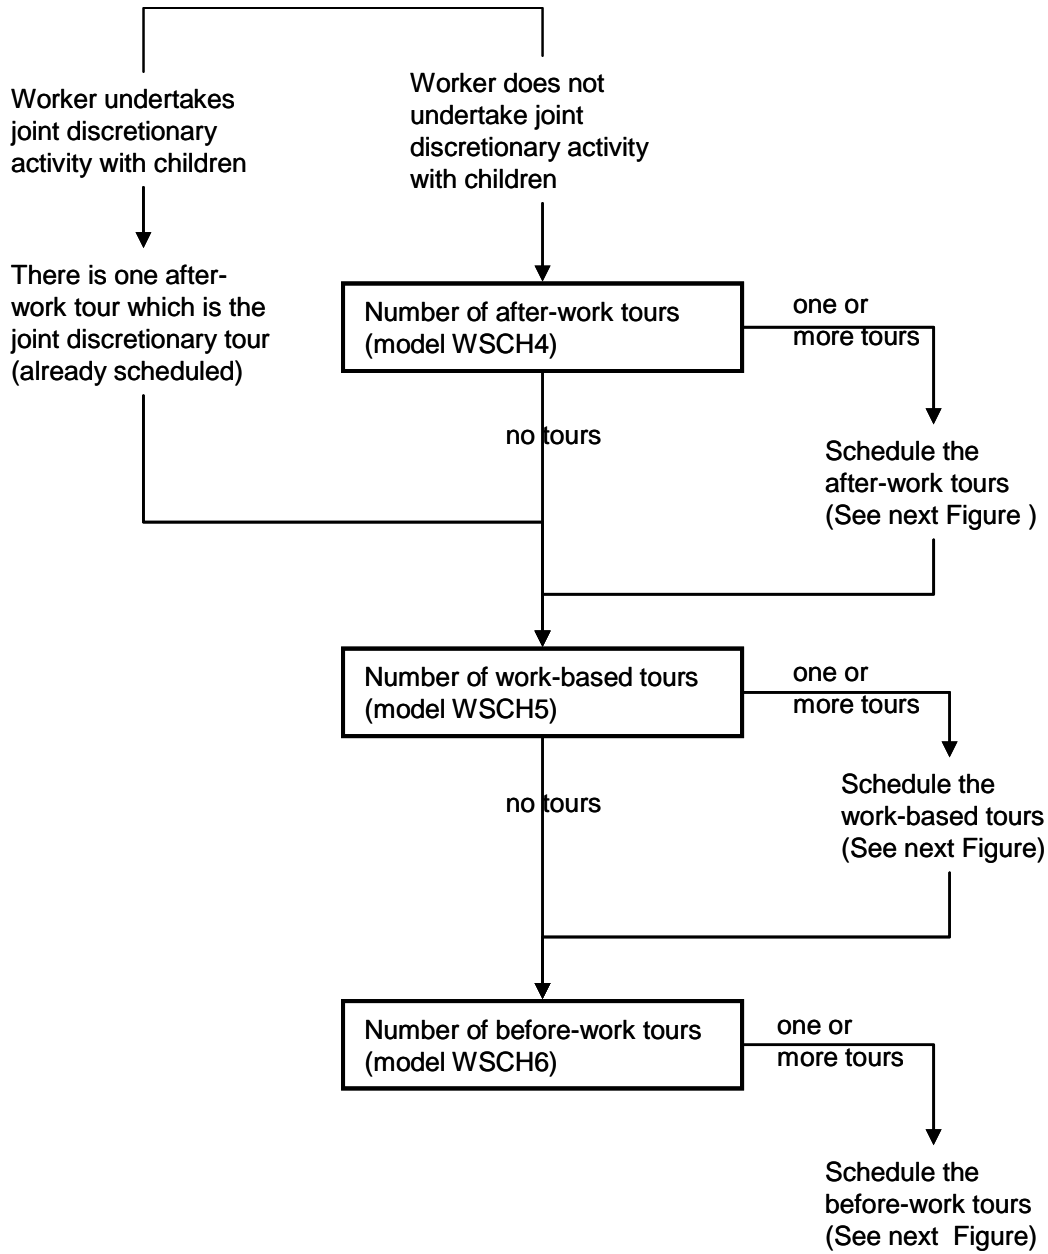 Worker undertakes
joint discretionary
activity with children
Worker does not
undertake joint
discretionary activity
with children
There is one after-
work tour which is the
joint discretionary tour
(already scheduled)
Number of after-work tours
(model WSCH4)
one or
more tours
no tours
Schedule the
after-work tours
(See next Figure )
Number of work-based tours
(model WSCH5)
one or
more tours
no tours
Schedule the
work-based tours
(See next Figure)
Number of before-work tours
(model WSCH6)
one or
more tours
Schedule the
before-work tours
(See next  Figure)